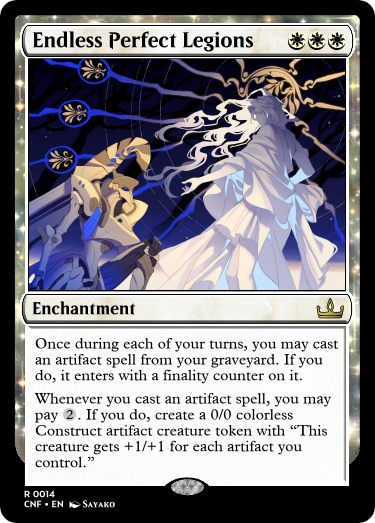 Endless Perfect Legions
Enchantment
Once during each of your turns, you may cast
an artifact spell from your graveyard. If you
do, it enters with a finality counter on it.
Whenever you cast an artifact spell, you may
pay 2. If you do, create a 0/0 colorless
Construct artifact creature token with “This
creature gets +1/+1 for each artifact you
control.”
R 0014
CNF • EN Sayako